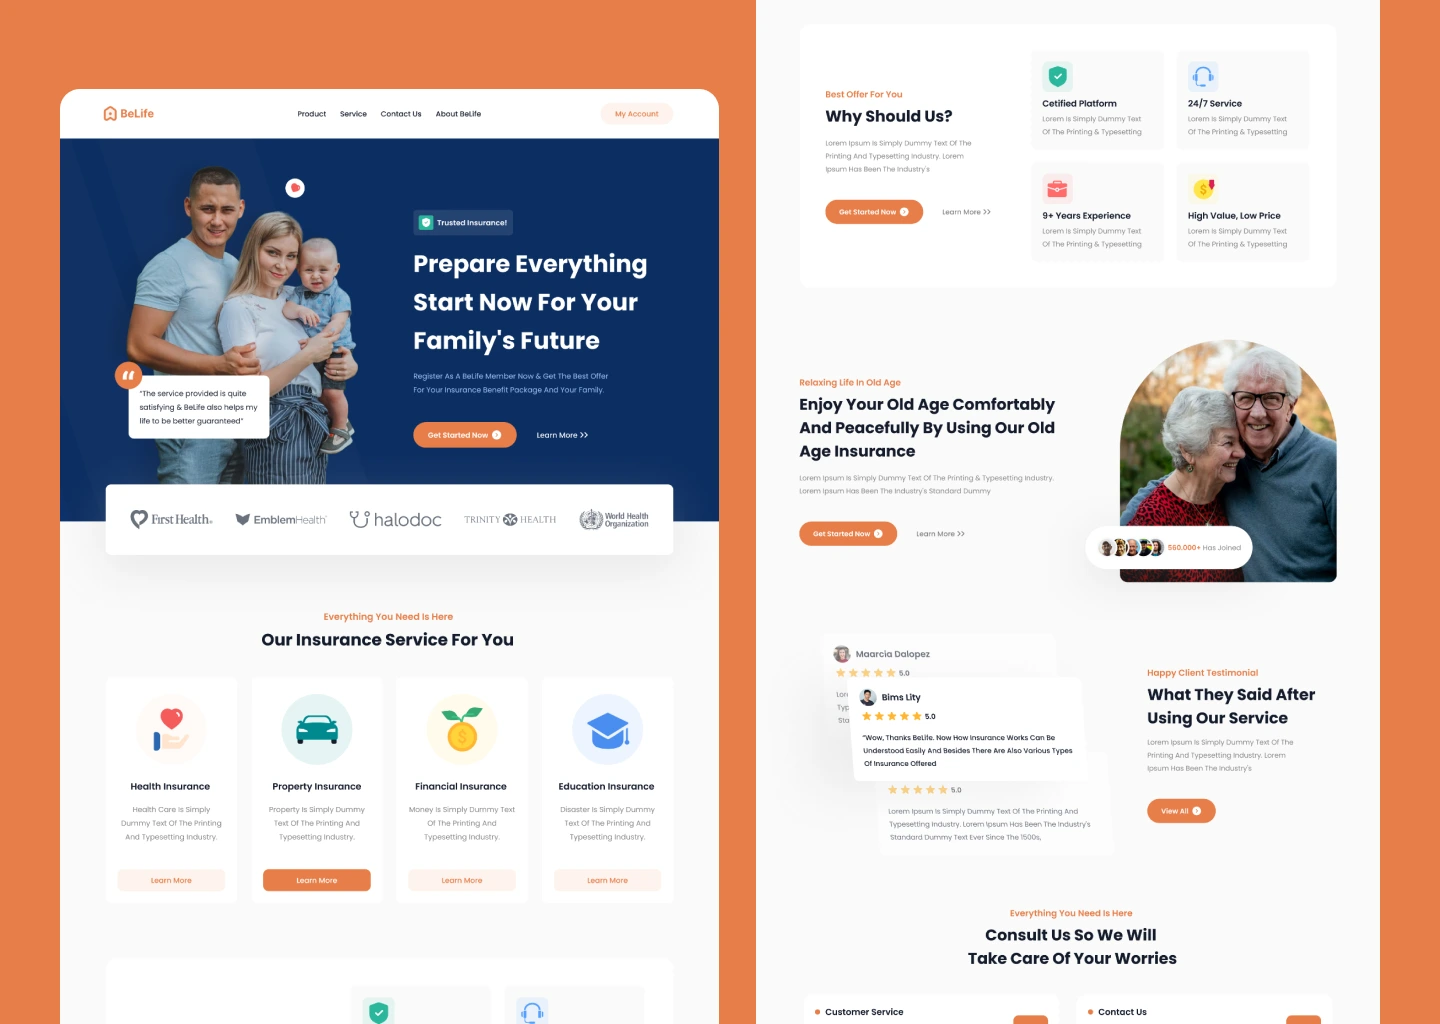 BeLife
Product Service Contact Us About BeLife
My Account
Trusted Insurance!
Prepare Everything
Start Now For Your
Family's Future
Register As A BeLife Member Now & Get The Best Offer
For Your Insurance Benefit Package And Your Family.
Get Started Now
Learn More
"The service provided is quite
satisfying & BeLife also helps my
life to be better guaranteed"
First Health
EmblemHealth
halodoc
TRINITY HEALTH
World Health
Organization
Everything You Need Is Here
Our Insurance Service For You
Health Insurance
Health Care Is Simply
Dummy Text Of The Printing
And Typesetting Industry.
Learn More
Property Insurance
Property Is Simply Dummy
Text Of The Printing And
Typesetting Industry.
Learn More
Financial Insurance
Money Is Simply Dummy Text
Of The Printing And
Typesetting Industry.
Learn More
Education Insurance
Disaster Is Simply Dummy
Text Of The Printing And
Typesetting Industry.
Learn More
Best Offer For You
Why Should Us?
Lorem Ipsum Is Simply Dummy Text Of The
Printing And Typesetting Industry. Lorem
Ipsum Has Been The Industry's
Get Started Now
Learn More
Cetified Platform
Lorem Is Simply Dummy Text
Of The Printing & Typesetting
24/7 Service
Lorem Is Simply Dummy Text
Of The Printing & Typesetting
9+ Years Experience
Lorem Is Simply Dummy Text
Of The Printing & Typesetting
High Value, Low Price
Lorem Is Simply Dummy Text
Of The Printing & Typesetting
Relaxing Life In Old Age
Enjoy Your Old Age Comfortably
And Peacefully By Using Our Old
Age Insurance
Lorem Ipsum Is Simply Dummy Text Of The Printing & Typesetting Industry.
Lorem Ipsum Has Been The Industry's Standard Dummy
Get Started Now
Learn More
560.000+ Has Joined
Maarcia Dalopez
5.0
Lore
Typ
Sta
Bims Lity
5.0
"Wow, Thanks BeLife. Now How Insurance Works Can Be
Understood Easily And Besides There Are Also Various Types
Of Insurance Offered
5.0
Lorem Ipsum Is Simply Dummy Text Of The Printing And
Typesetting Industry. Lorem Ipsum Has Been The Industry's
Standard Dummy Text Ever Since The 1500s,
Happy Client Testimonial
What They Said After
Using Our Service
Lorem Ipsum Is Simply Dummy Text Of The
Printing And Typesetting Industry. Lorem
Ipsum Has Been The Industry's
View All
Everything You Need Is Here
Consult Us So We Will
Take Care Of Your Worries
Customer Service
Contact Us